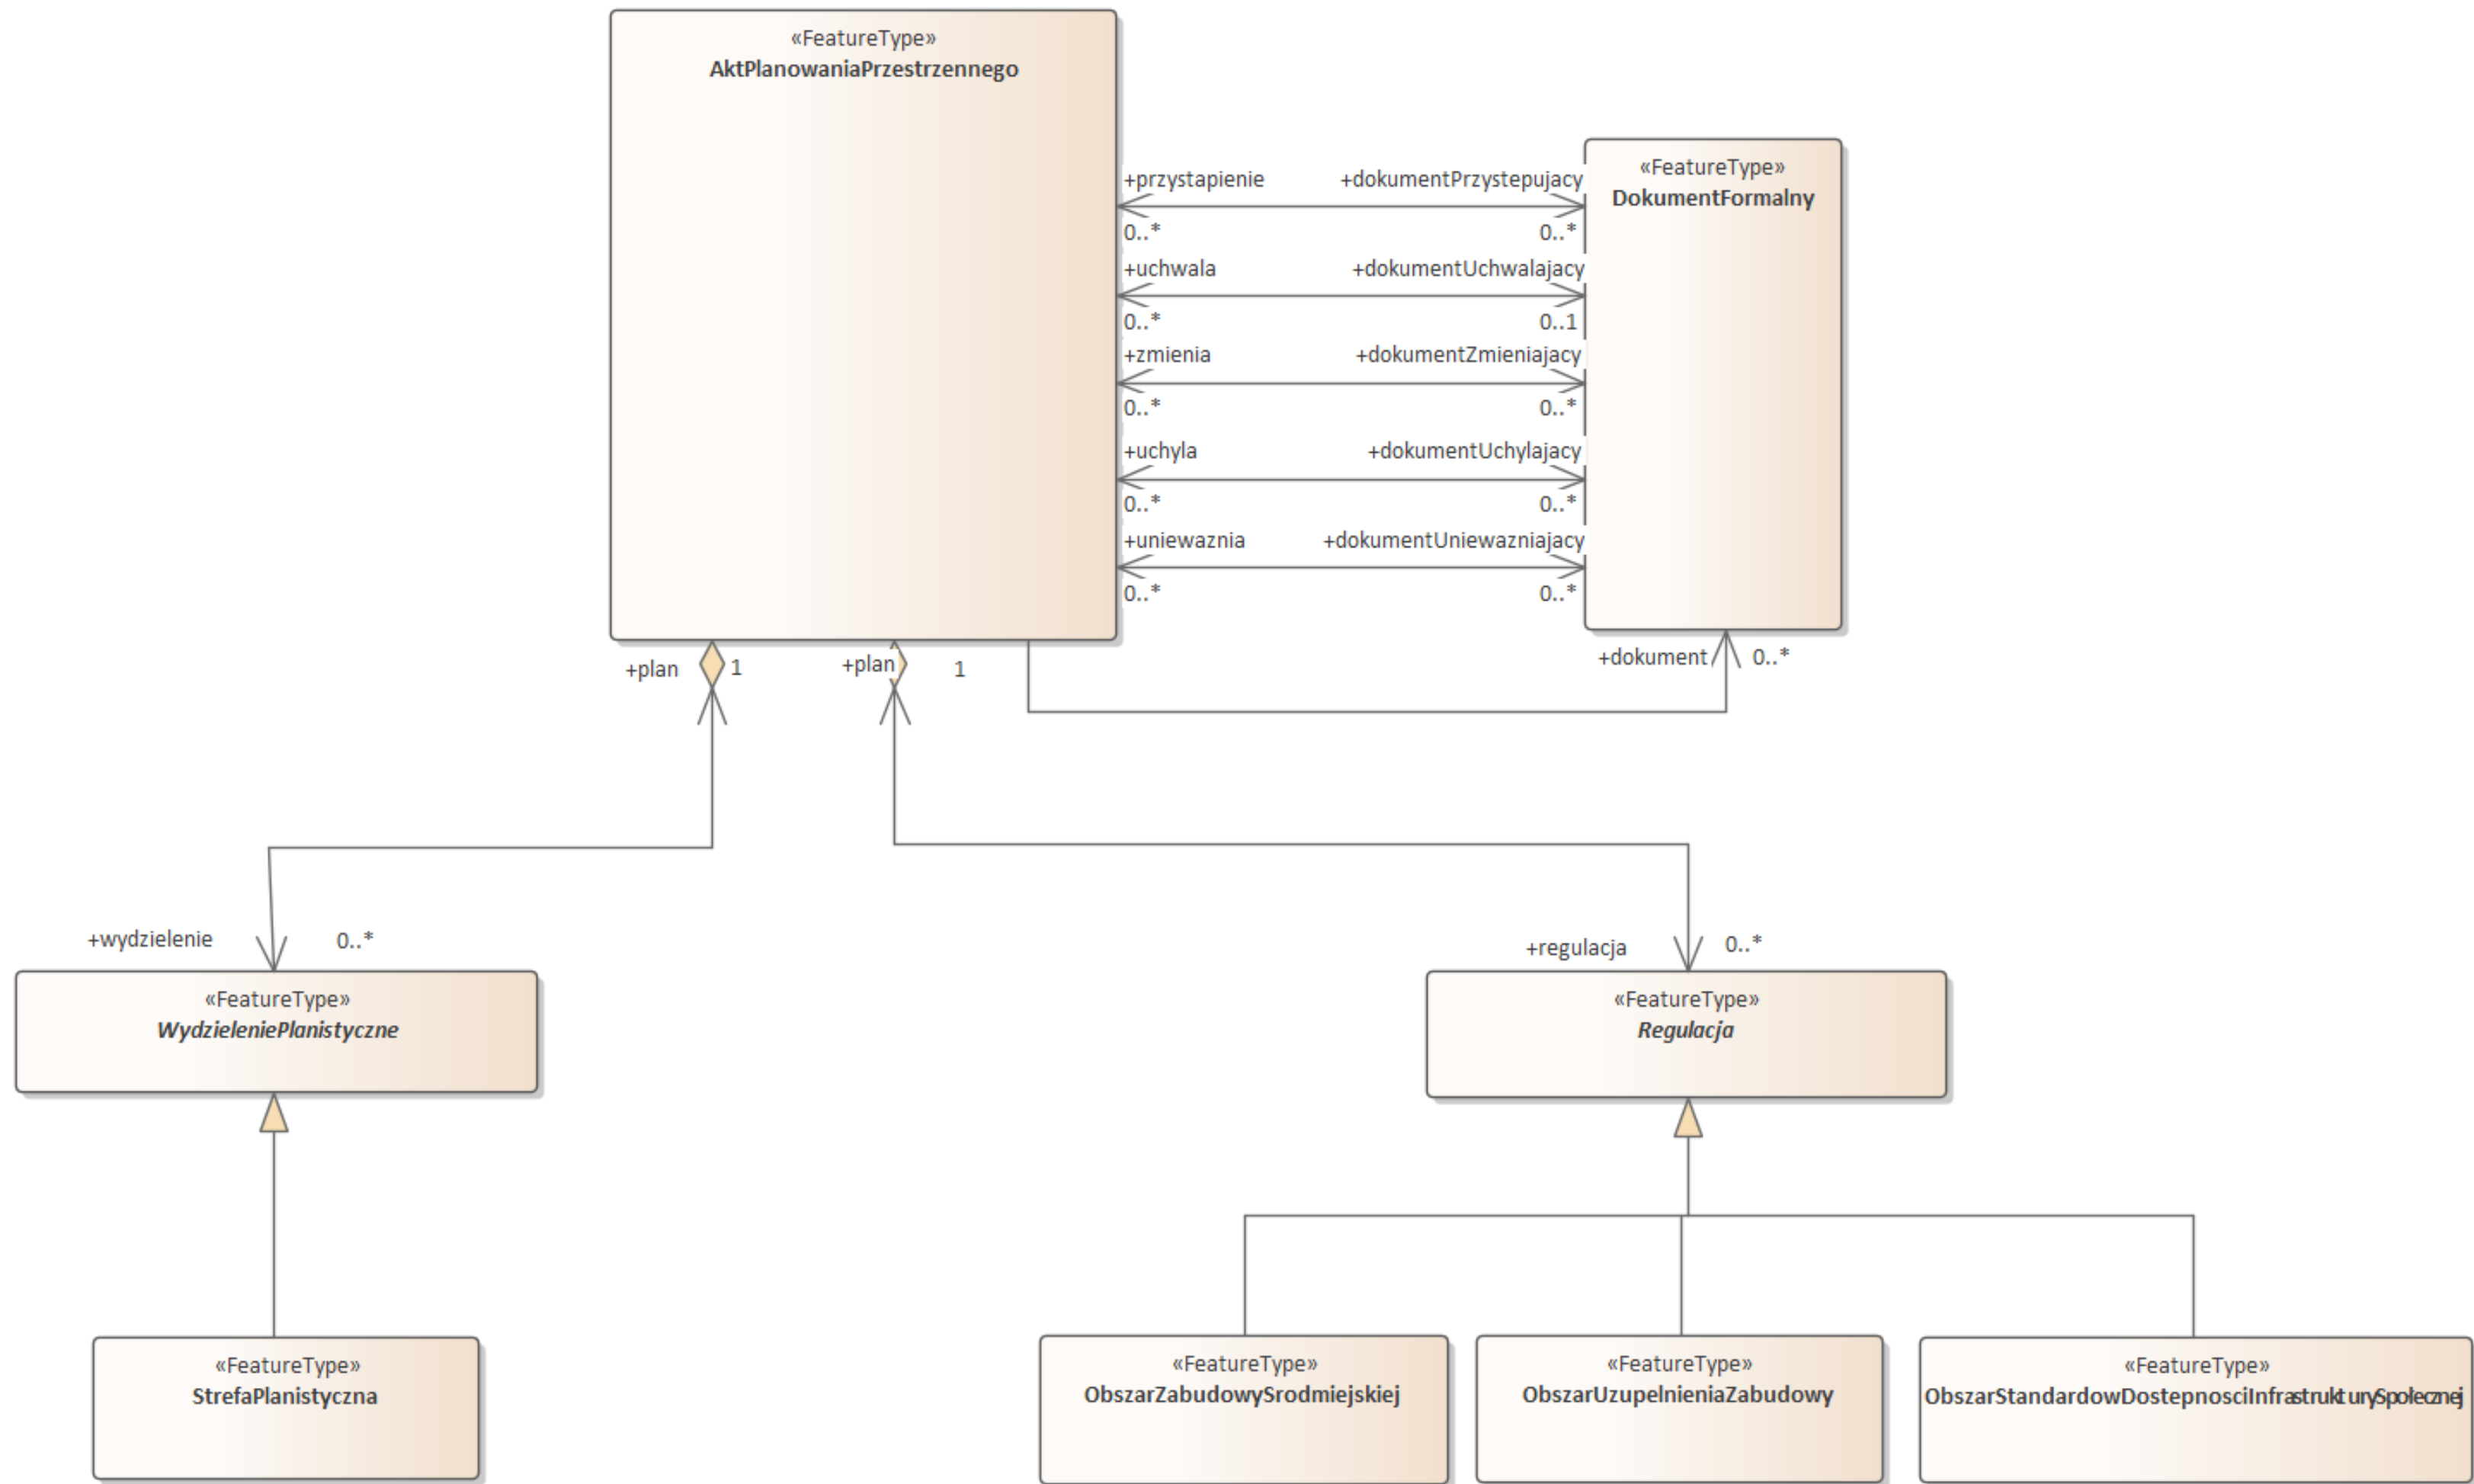 «FeatureType»
AktPlanowaniaPrzestrzennego
«FeatureType»
DokumentFormalny
+przystapienie
+dokumentPrzystepujacy
0..*
0..*
+uchwala
+dokumentUchwalajacy
0..*
0..1
+zmienia
+dokumentZmieniajacy
0..*
0..*
+uchyla
+dokumentUchylajacy
0..*
0..*
+uniewaznia
+dokumentUniewazniajacy
0..*
0..*
+plan
1
+plan
1
+dokument
0..*
+wydzielenie
0..*
+regulacja
0..*
«FeatureType»
WydzieleniePlanistyczne
«FeatureType»
Regulacja
«FeatureType»
StrefaPlanistyczna
«FeatureType»
ObszarZabudowySrodmiejskiej
«FeatureType»
ObszarUzupelnieniaZabudowy
«FeatureType»
ObszarStandardowDostepnosciInfrastrukturySpolecznej